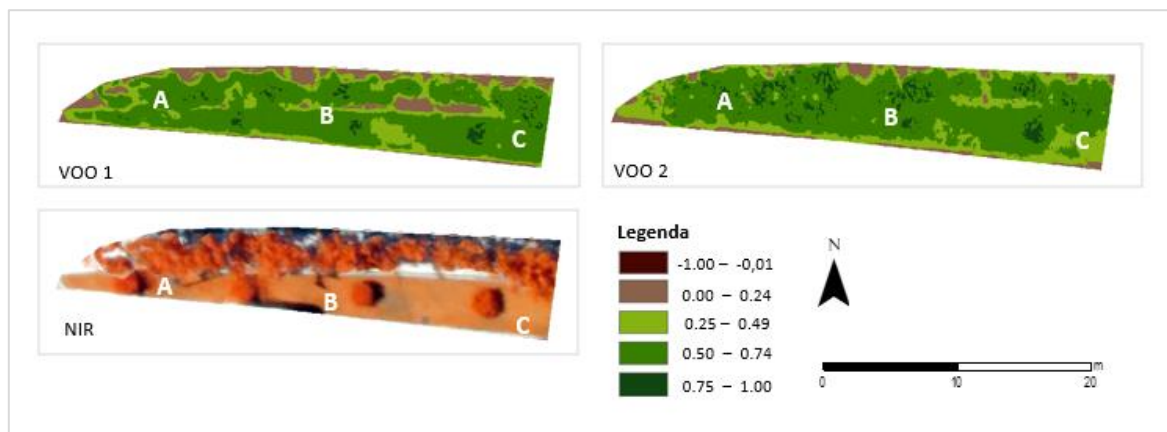 A
B
C
VOO 1
A
B
C
VOO 2
A
B
C
NIR
Legenda
-1.00 – -0,01
0.00 – 0.24
0.25 – 0.49
0.50 – 0.74
0.75 – 1.00
N
m
0 10 20